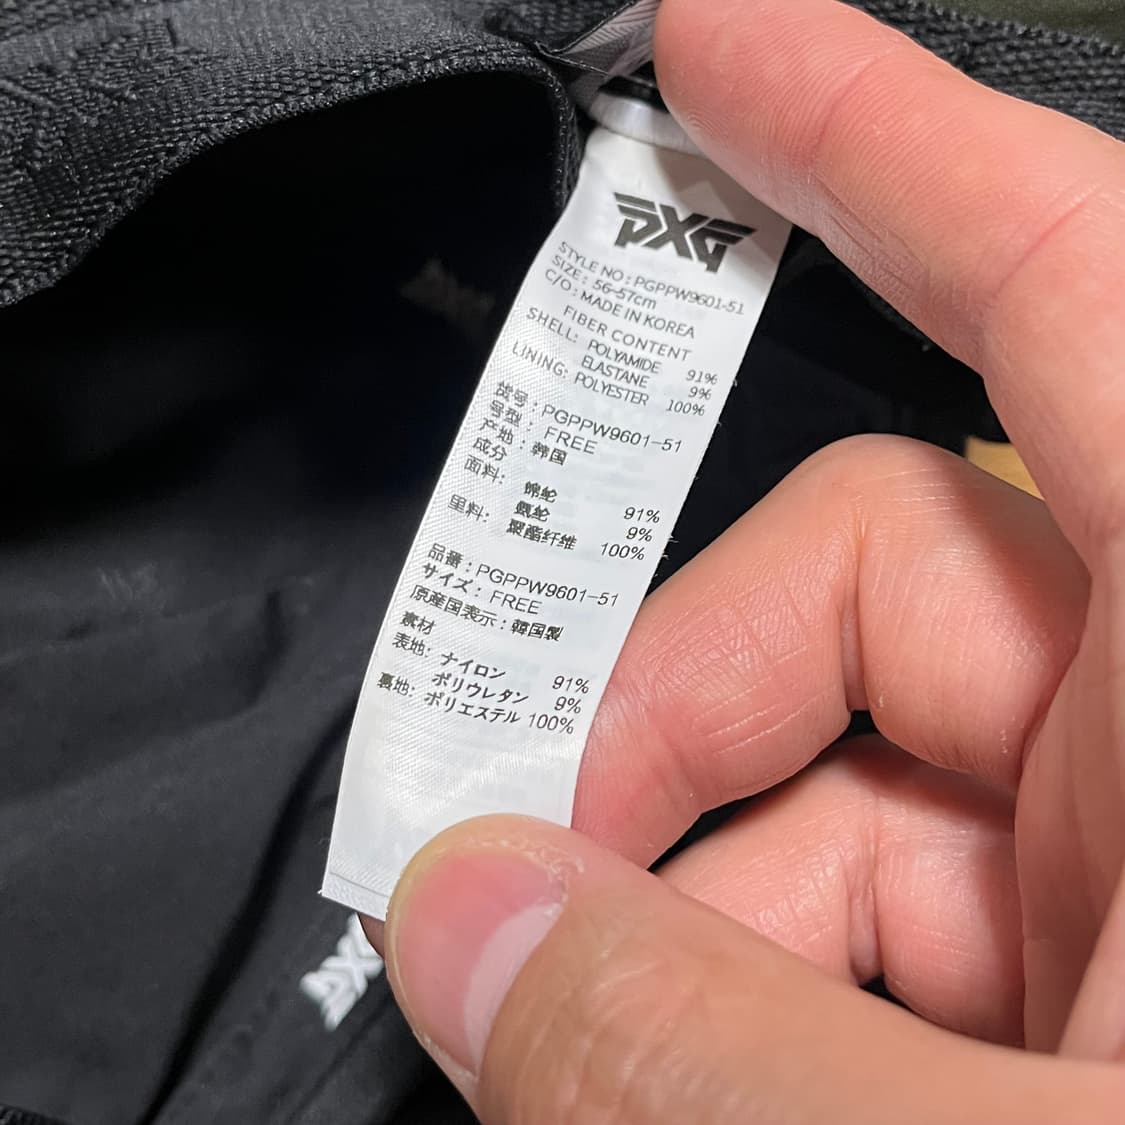 PXG
STYLE NO : PGPPW9601-51
SIZE : 56-57cm
C/O : MADE IN KOREA
FIBER CONTENT
SHELL: POLYAMIDE 91%
ELASTANE 9%
LINING: POLYESTER 100%
货号 : PGPPW9601-51
号型 : FREE
产地 : 韩国
成分
面料: 锦纶 91%
氨纶 9%
里料: 聚酯纤维 100%
品番 : PGPPW9601-51
サイズ : FREE
原産国表示 : 韓国製
素材
表地: ナイロン 91%
ポリウレタン 9%
裏地: ポリエステル 100%
PXG